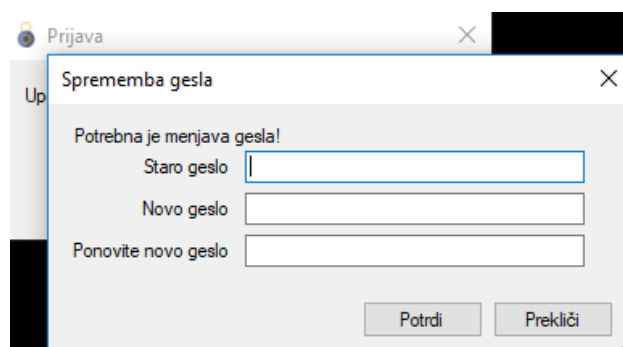 Prijava
Sprememba gesla
Up
Potrebna je menjava gesla!
Staro geslo
Novo geslo
Ponovite novo geslo
Potrdi
Prekliči